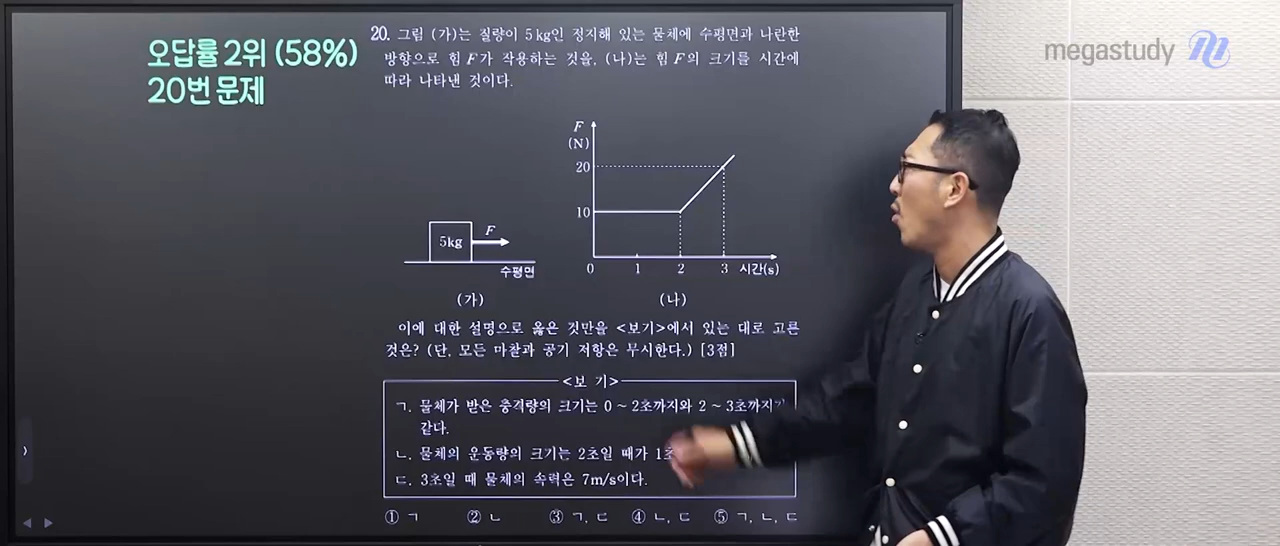 오답률 2위 (58%)
20번 문제
megastudy
20. 그림 (가)는 질량이 5kg인 정지해 있는 물체에 수평면과 나란한
방향으로 힘 F가 작용하는 것을, (나)는 힘 F의 크기를 시간에
따라 나타낸 것이다.
F
(N)
20
10
0 1 2 3 시간(s)
5kg F
수평면
(가) (나)
이에 대한 설명으로 옳은 것만을 <보기>에서 있는 대로 고른
것은? (단, 모든 마찰과 공기 저항은 무시한다.) [3점]
<보 기>
ㄱ. 물체가 받은 충격량의 크기는 0 ~ 2초까지와 2 ~ 3초까지가
같다.
ㄴ. 물체의 운동량의 크기는 2초일 때가
ㄷ. 3초일 때 물체의 속력은 7m/s이다.
① ㄱ ② ㄴ ③ ㄱ, ㄷ ④ ㄴ, ㄷ ⑤ ㄱ, ㄴ, ㄷ